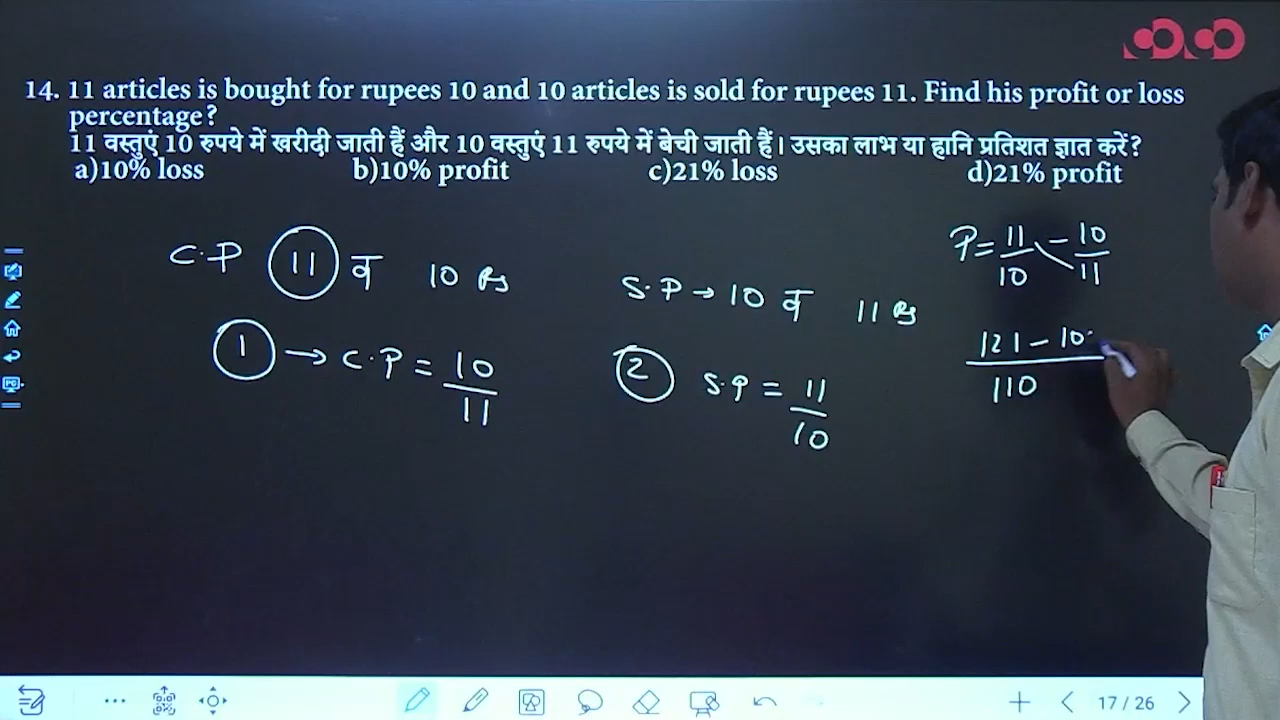 14. 11 articles is bought for rupees 10 and 10 articles is sold for rupees 11. Find his profit or loss
percentage?
11 वस्तुएं 10 रुपये में खरीदी जाती हैं और 10 वस्तुएं 11 रुपये में बेची जाती हैं। उसका लाभ या हानि प्रतिशत ज्ञात करें?
a)10% loss b)10% profit c)21% loss d)21% profit
C.P 11 व 10 Rs
1 → C.P = 10/11
S.P → 10 व 11 Rs
2 S.P = 11/10
P = 11/10 - 10/11
121 - 10
110
17 / 26